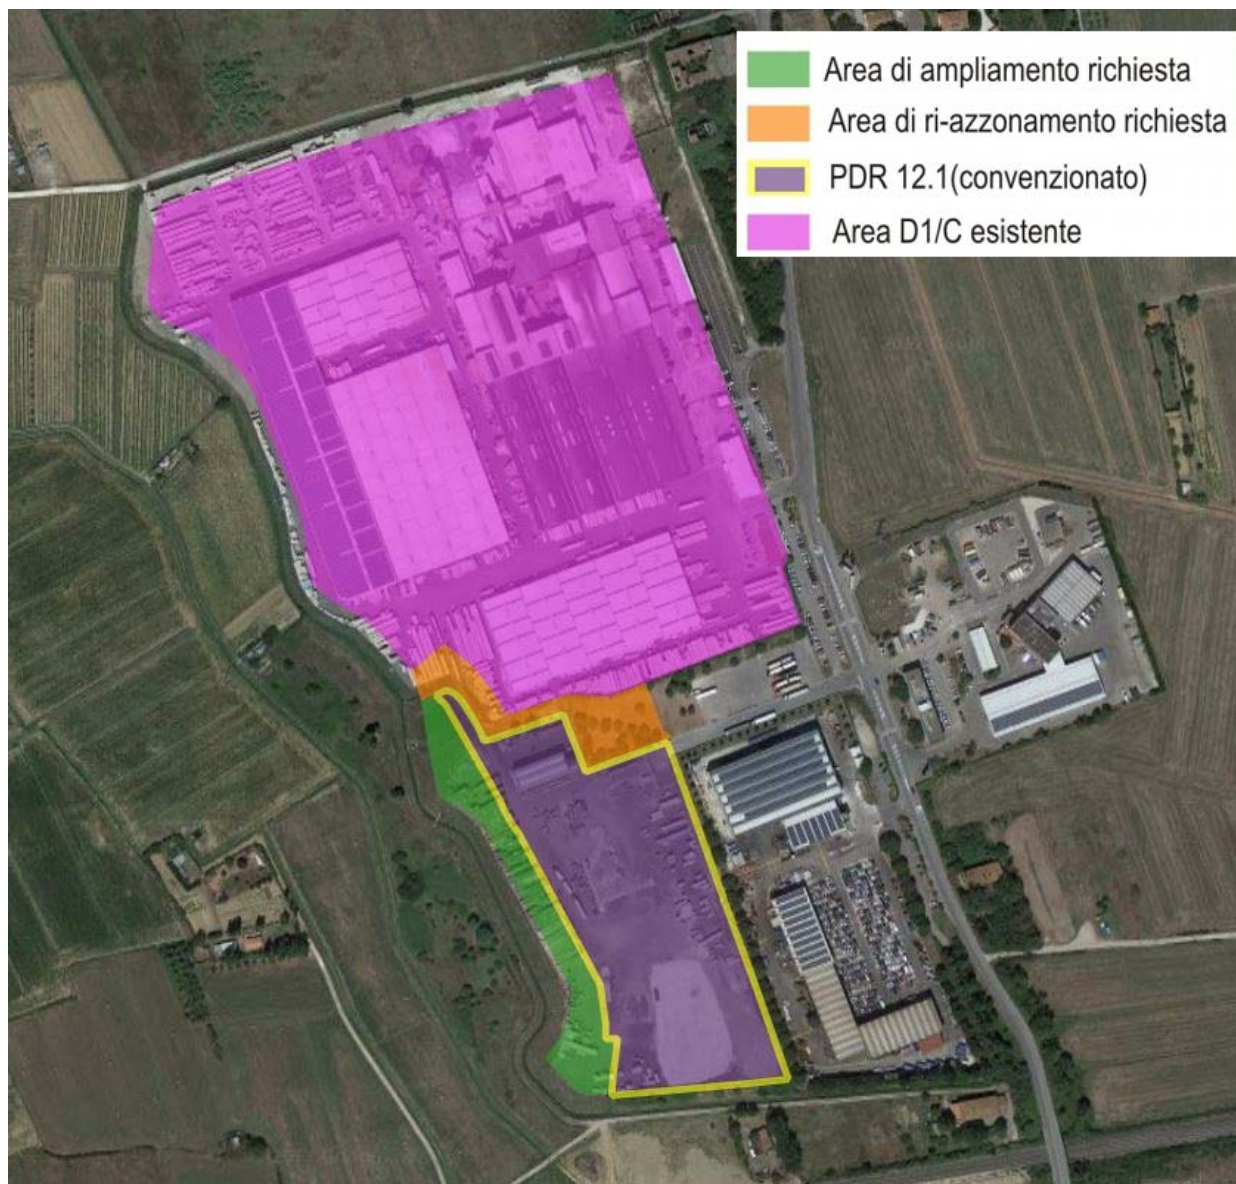 Area di ampliamento richiesta
Area di ri-azzonamento richiesta
PDR 12.1(convenzionato)
Area D1/C esistente